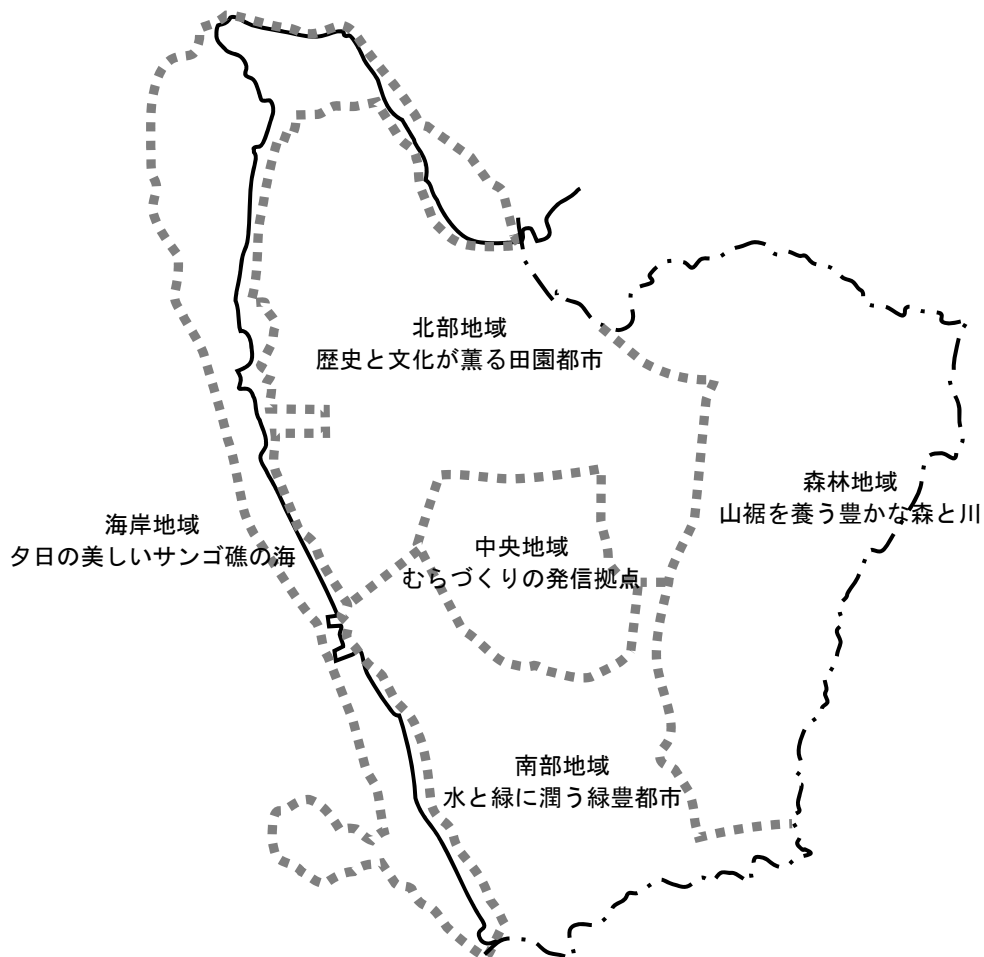 北部地域
歴史と文化が薫る田園都市
森林地域
山裾を養う豊かな森と川
海岸地域
夕日の美しいサンゴ礁の海
中央地域
むらづくりの発信拠点
南部地域
水と緑に潤う緑豊都市